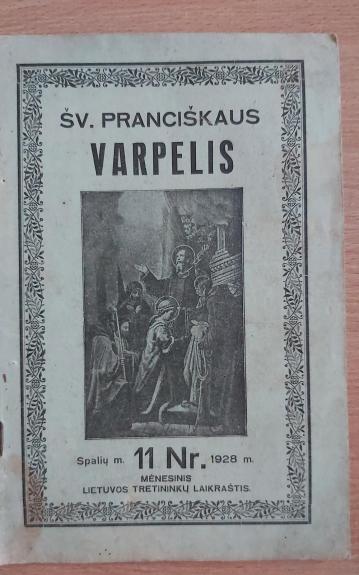 ŠV. PRANCIŠKAUS
VARPELIS
Spalių m. 11 Nr. 1928 m.
MĖNESINIS
LIETUVOS TRETININKŲ LAIKRAŠTIS.